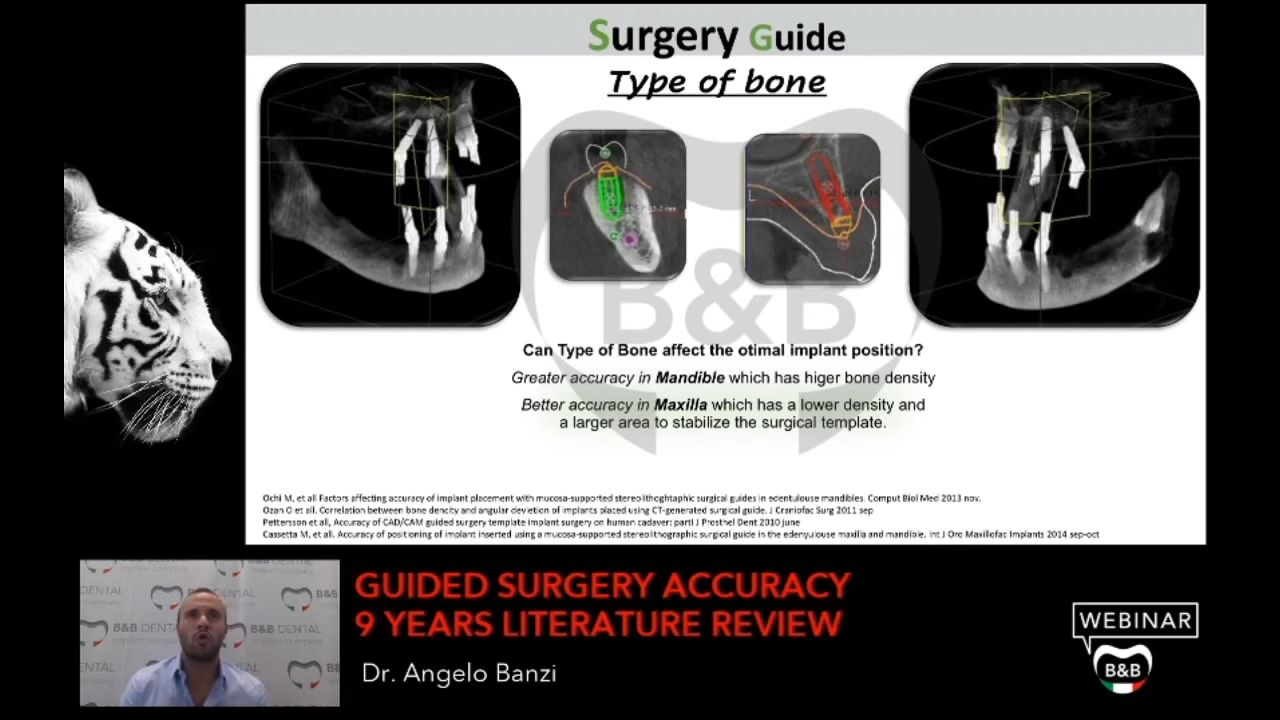 Surgery Guide
Type of bone
B&B
Can Type of Bone affect the otimal implant position?
Greater accuracy in Mandible which has higer bone density
Better accuracy in Maxilla which has a lower density and
a larger area to stabilize the surgical template.
Ochi M, et all Factors affecting accuracy of implant placement with mucosa-supported stereolithoghtaphic surgical guides in edentulouse mandibles. Comput Biol Med 2013 nov.
Ozan O et all. Correlation between bone dencity and angular devietion of implants placed using CT-generated surgical guide. J Craniofac Surg 2011 sep
Pettersson et all, Accuracy of CAD/CAM guided surgery template implant surgery on human cadaver: partI J Prosthel Dent 2010 june
Cassetta M, et all. Accuracy of positioning of implant inserted using a mucosa-supported stereolithographic surgical guide in the edenyulouse maxilla and mandible. Int J Oro Maxillofac Implants 2014 sep-oct
GUIDED SURGERY ACCURACY
9 YEARS LITERATURE REVIEW
Dr. Angelo Banzi
WEBINAR
B&B
B&B DENTAL
B&B DENTAL